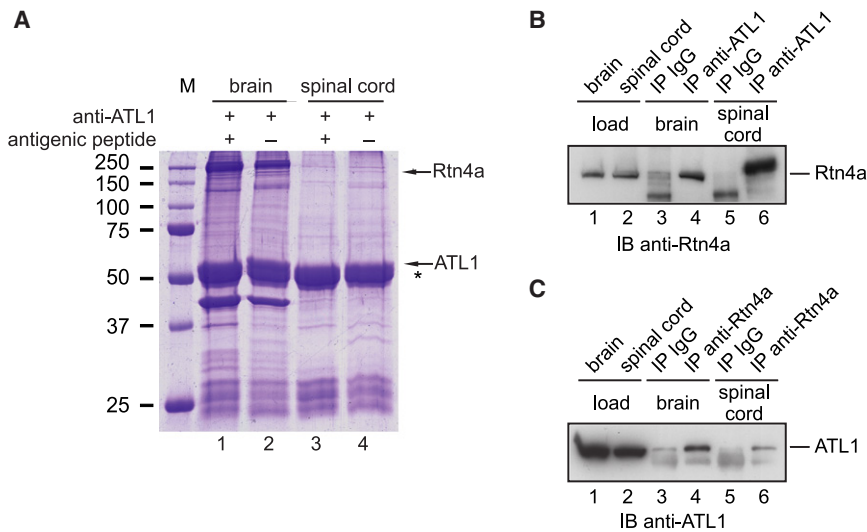 A
M
brain
spinal cord
anti-ATL1 + + + +
antigenic peptide + – + –
250
150
100
75
50
37
25
Rtn4a
ATL1
*
1 2 3 4
B
brain
spinal cord
IP IgG
IP anti-ATL1
IP IgG
IP anti-ATL1
load
brain
spinal
cord
Rtn4a
1 2 3 4 5 6
IB anti-Rtn4a
C
brain
spinal cord
IP IgG
IP anti-Rtn4a
IP IgG
IP anti-Rtn4a
load
brain
spinal
cord
ATL1
1 2 3 4 5 6
IB anti-ATL1